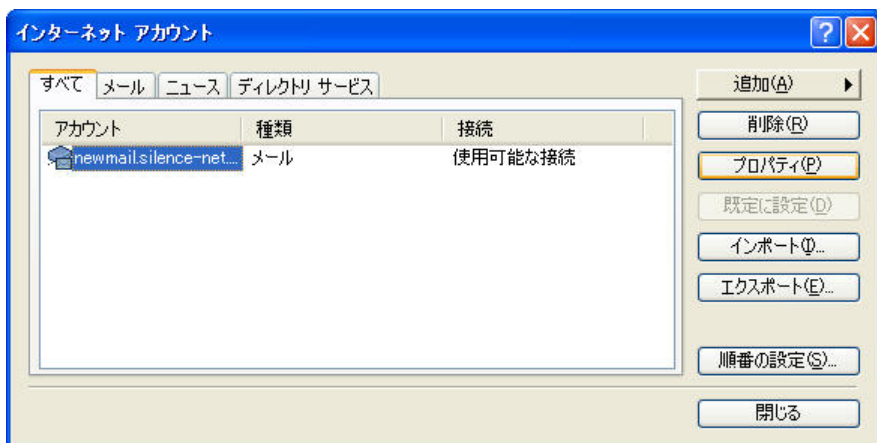 インターネット アカウント
すべて メール ニュース ディレクトリ サービス
アカウント 種類 接続
newmail.silence-net... メール 使用可能な接続
追加(A)
削除(R)
プロパティ(P)
既定に設定(D)
インポート(I)...
エクスポート(E)...
順番の設定(S)...
閉じる